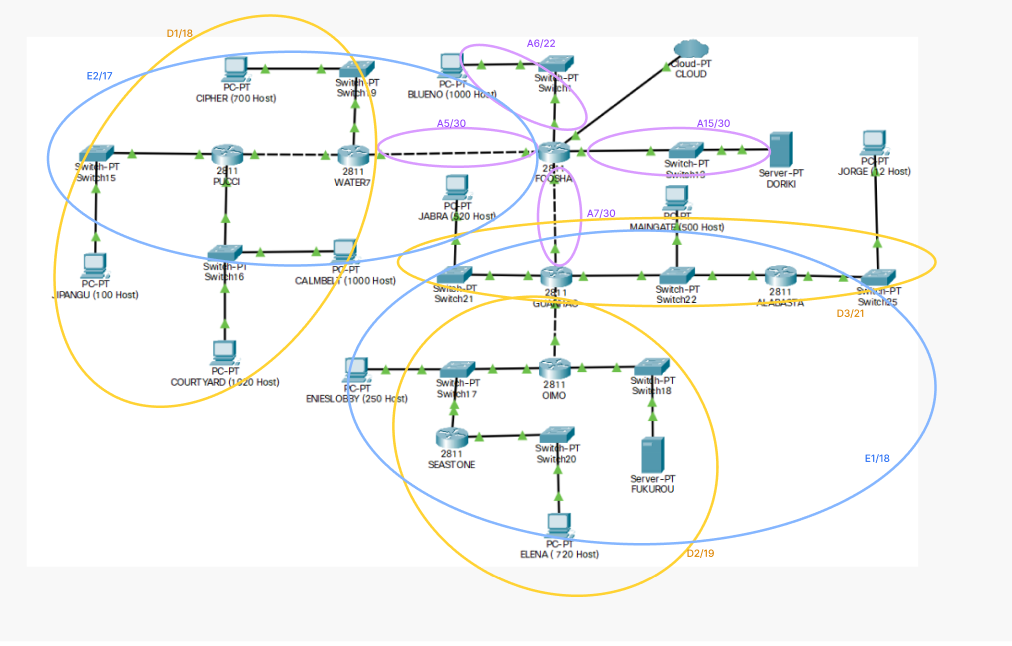 D1/18
A6/22
E2/17
PC-PT
CIPHER (700 Host)
Switch-PT
Switch19
PC-PT
BLUENO (1000 Host)
Switch-PT
Switch1
Cloud-PT
CLOUD
A5/30
A15/30
Switch-PT
Switch15
2811
PUCCI
2811
WATER7
2811
FOOSHA
Switch-PT
Server-PT
DORIKI
PC-PT
PC-PT
JABRA (520 Host)
A7/30
PC-PT
MAINGATE (500 Host)
PC-PT
JIPANGU (100 Host)
Switch-PT
Switch16
PC-PT
CALMBELT (1000 Host)
Switch-PT
Switch21
2811
GUANHAO
Switch-PT
Switch22
2811
ALABASTA
Switch-PT
Switch25
D3/21
PC-PT
COURTYARD (1020 Host)
PC-PT
ENIESLOBBY (250 Host)
Switch-PT
Switch17
2811
OIMO
Switch-PT
Switch18
2811
SEASTONE
Switch-PT
Switch20
Server-PT
FUKUROU
E1/18
PC-PT
ELENA ( 720 Host)
D2/19